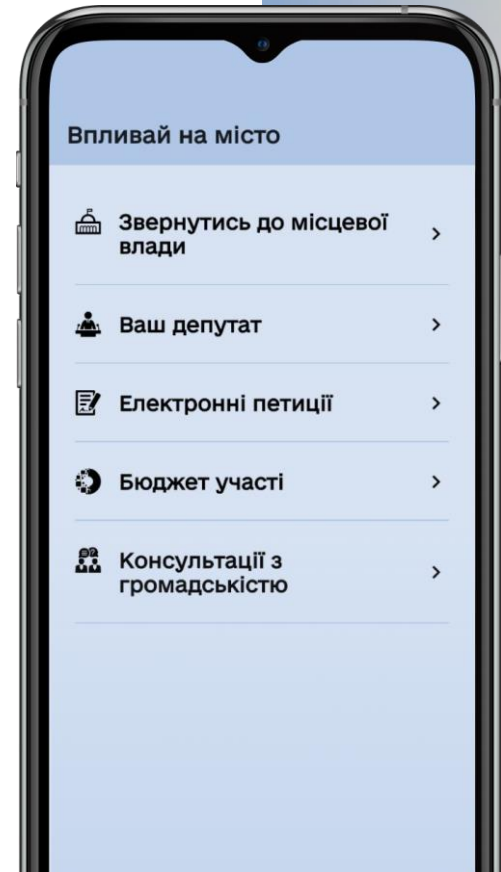 Впливай на місто
Звернутись до місцевої
влади
Ваш депутат
Електронні петиції
Бюджет участі
Консультації з
громадськістю